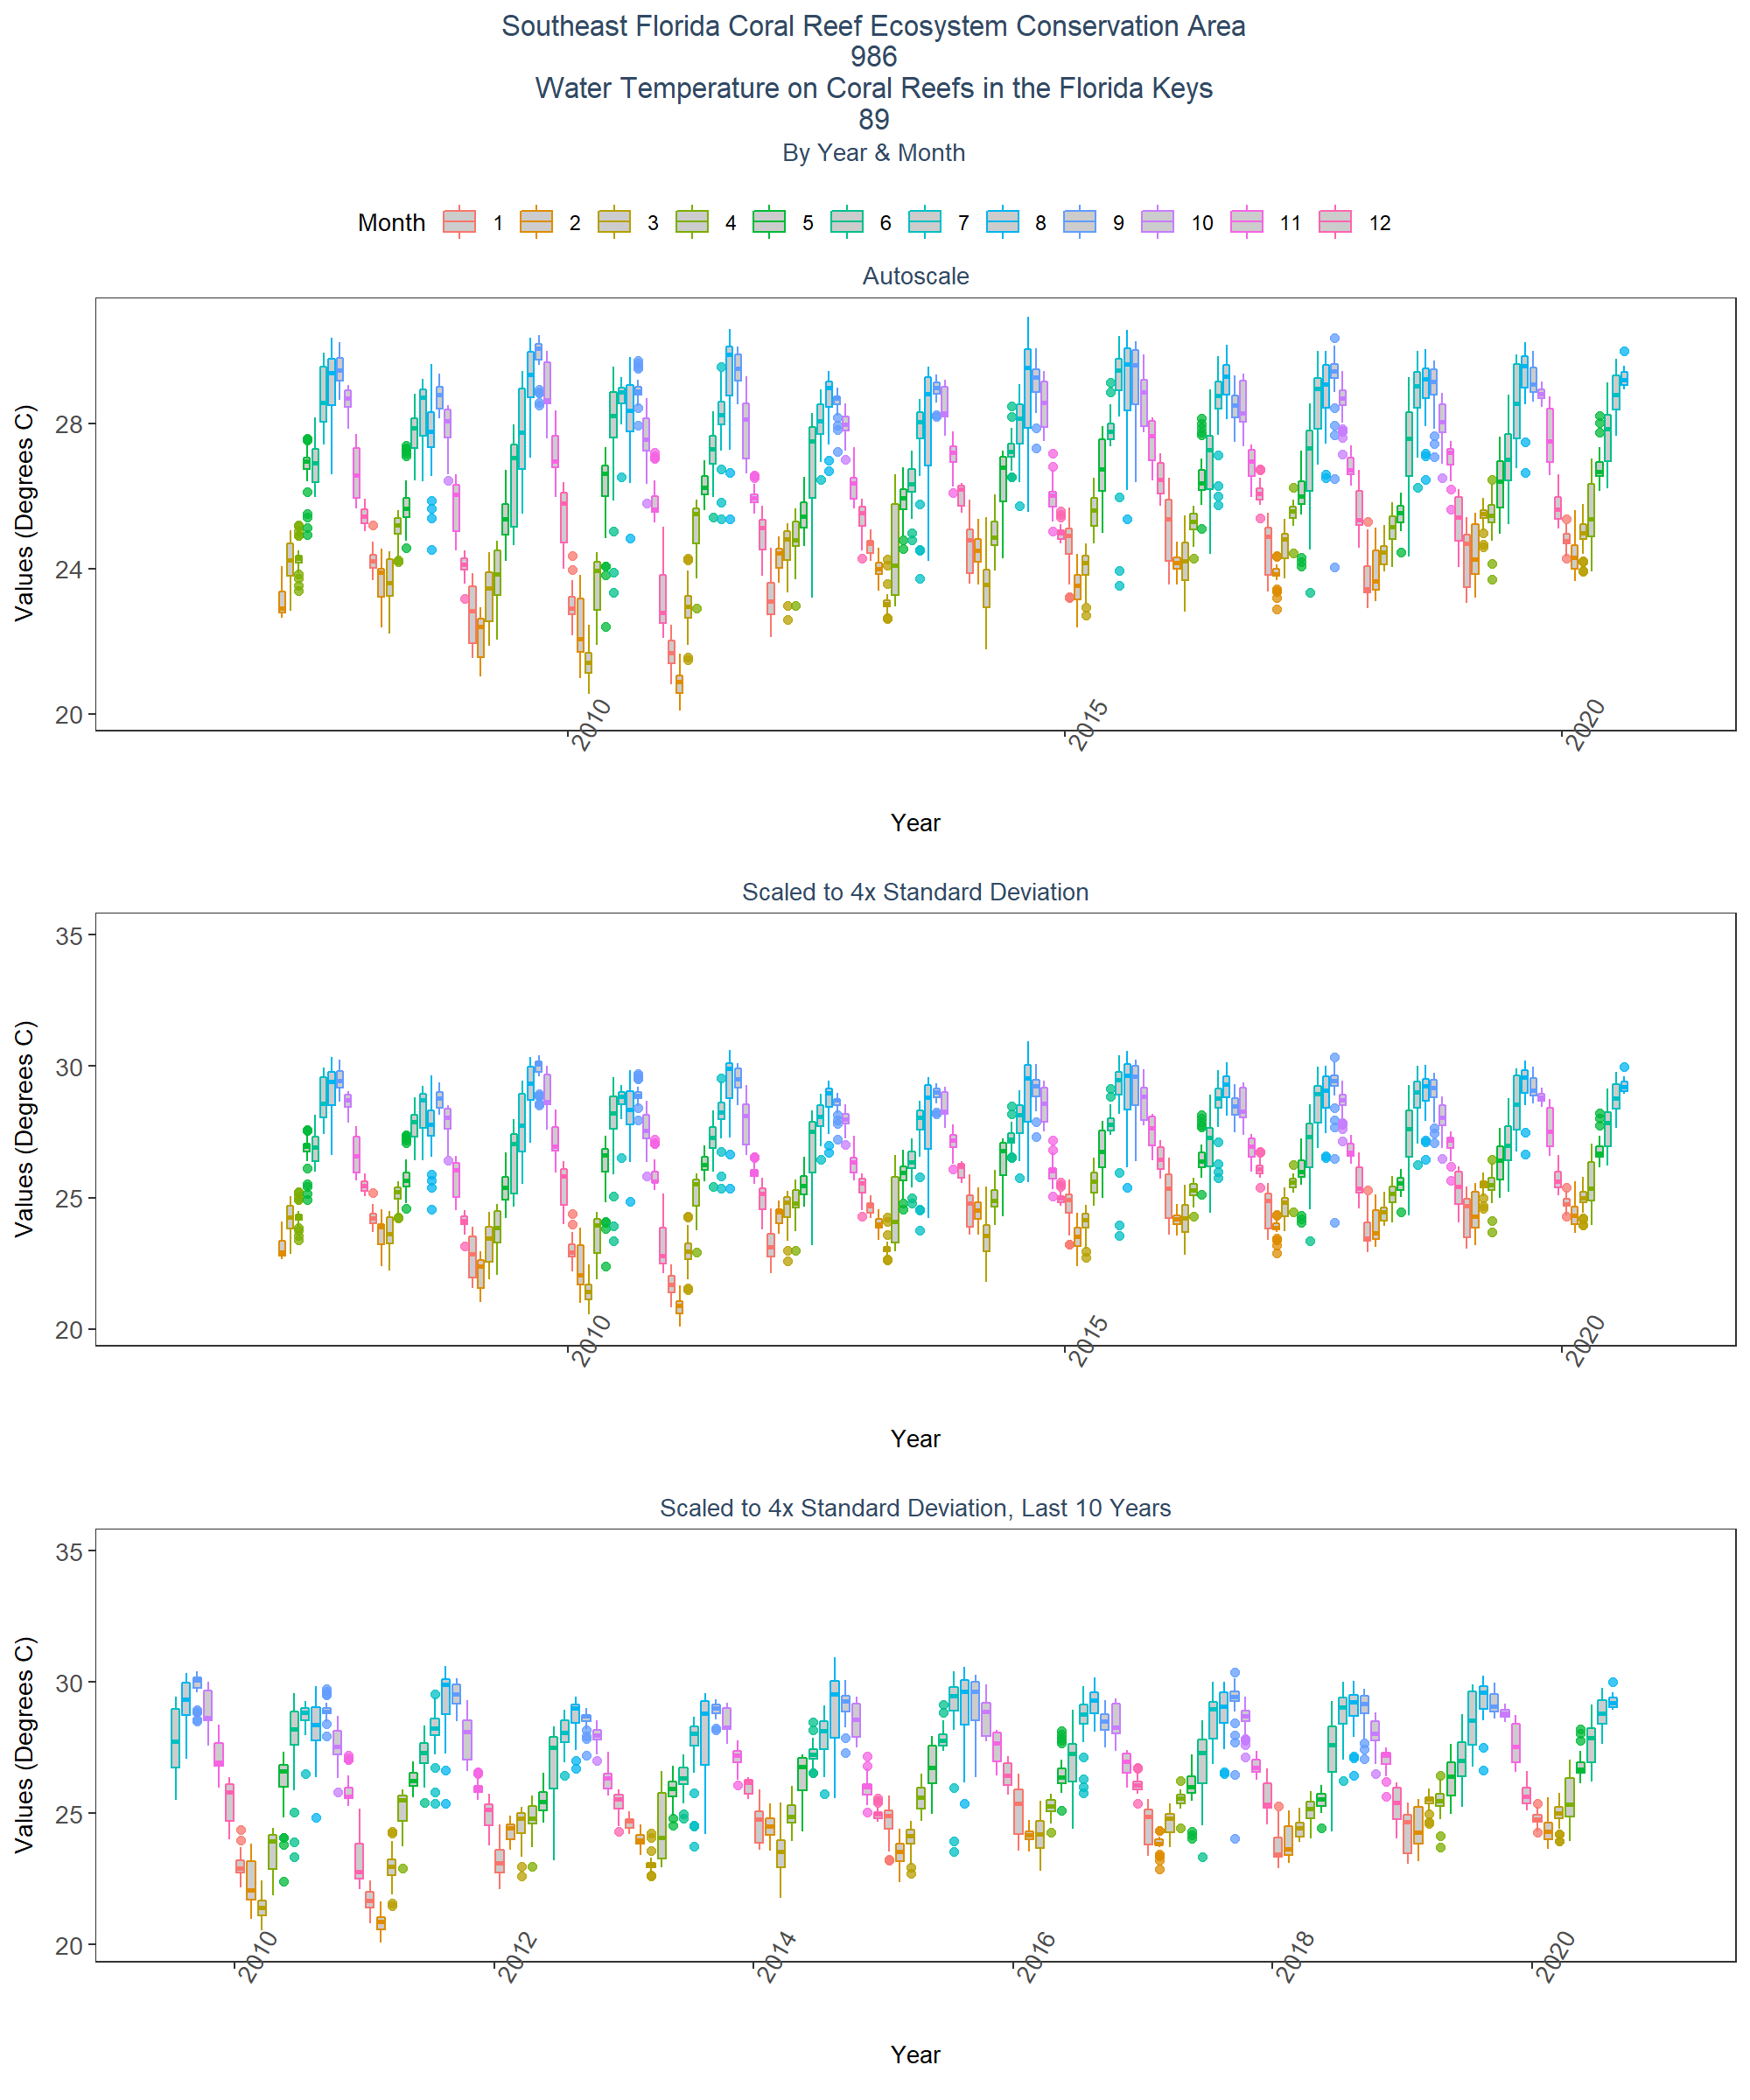 Southeast Florida Coral Reef Ecosystem Conservation Area
986
Water Temperature on Coral Reefs in the Florida Keys
89
By Year & Month
Month 1 2 3 4 5 6 7 8 9 10 11 12
Autoscale
Values (Degrees C)
28
24
20
2010 2015 2020
Year
Scaled to 4x Standard Deviation
Values (Degrees C)
35
30
25
20
2010 2015 2020
Year
Scaled to 4x Standard Deviation, Last 10 Years
Values (Degrees C)
35
30
25
20
2010 2012 2014 2016 2018 2020
Year